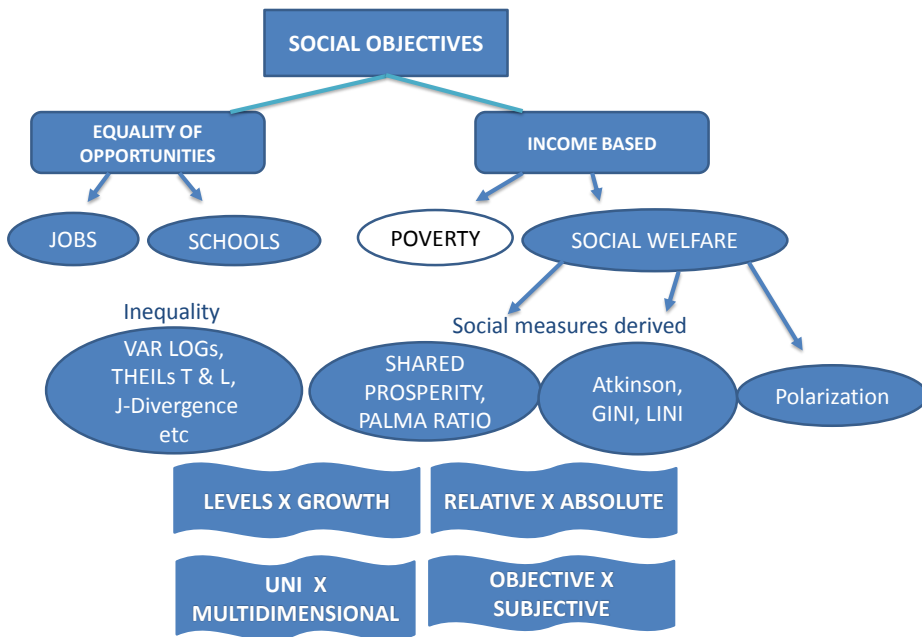 SOCIAL OBJECTIVES
EQUALITY OF
OPPORTUNITIES
INCOME BASED
JOBS
SCHOOLS
POVERTY
SOCIAL WELFARE
Inequality
Social measures derived
VAR LOGs,
THEILs T & L,
J-Divergence
etc
SHARED
PROSPERITY,
PALMA RATIO
Atkinson,
GINI, LINI
Polarization
LEVELS X GROWTH
RELATIVE X ABSOLUTE
UNI X
MULTIDIMENSIONAL
OBJECTIVE X
SUBJECTIVE